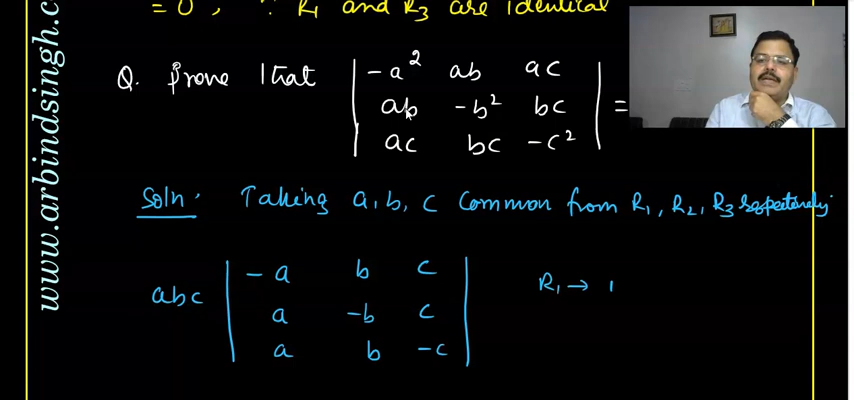 = 0, ∵ R₁ and R₃ are identical
Q. Prove that | -a² ab ac |
| ab -b² bc | =
| ac bc -c² |
Soln. Taking a, b, c common from R₁, R₂, R₃ respectively.
abc | -a b c | R₁ →
| a -b c |
| a b -c |
www.arbindsingh.c